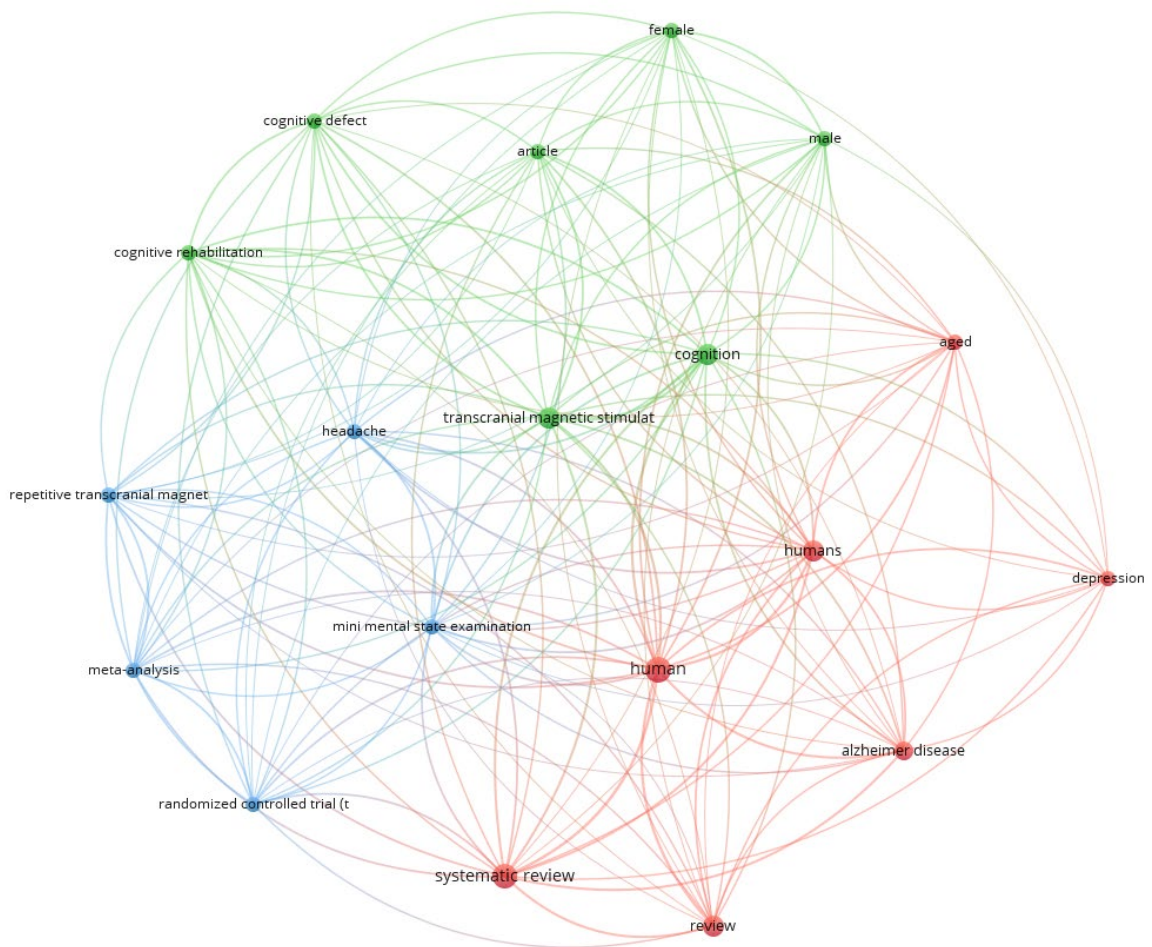 female
cognitive defect
male
article
cognitive rehabilitation
aged
cognition
transcranial magnetic stimulat
headache
repetitive transcranial magnet
humans
depression
mini mental state examination
human
meta-analysis
alzheimer disease
randomized controlled trial (t
systematic review
review